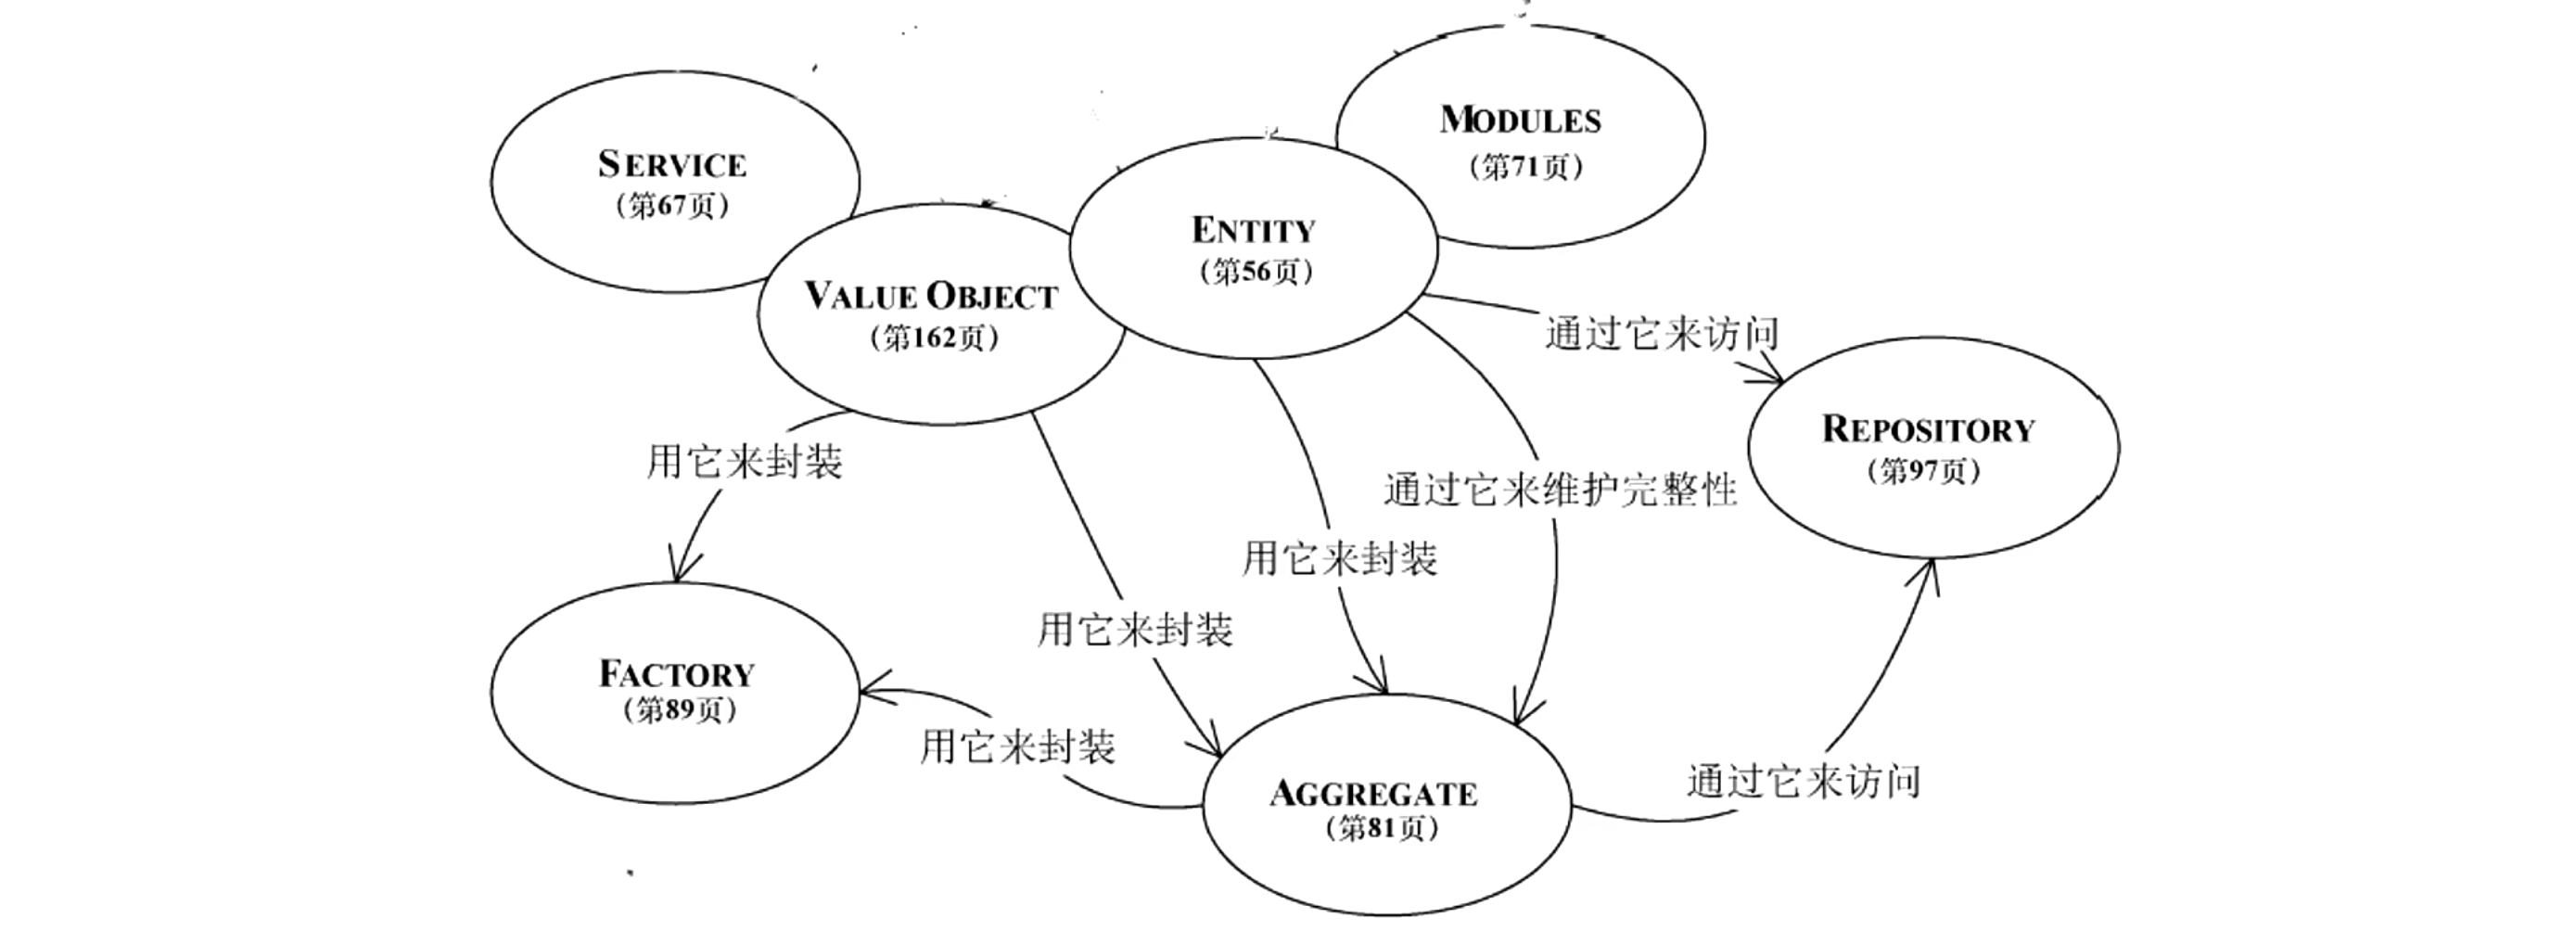 MODULES
(第71页)
SERVICE
(第67页)
ENTITY
(第56页)
VALUE OBJECT
(第162页)
通过它来访问
REPOSITORY
(第97页)
用它来封装
通过它来维护完整性
用它来封装
用它来封装
FACTORY
(第89页)
用它来封装
AGGREGATE
(第81页)
通过它来访问